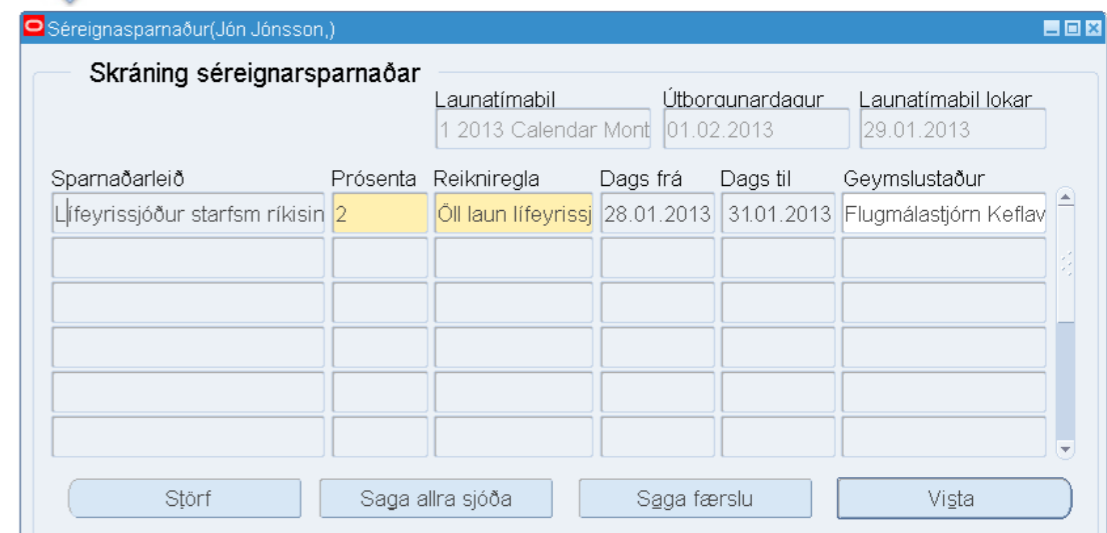 Séreignasparnaður(Jón Jónsson,)
Skráning séreignarsparnaðar
Launatímabil Útborgunardagur Launatímabil lokar
1 2013 Calendar Mont 01.02.2013 29.01.2013
Sparnaðarleið Prósenta Reikniregla Dags frá Dags til Geymslustaður
Lífeyrissjóður starfsm ríkisin 2 Öll laun lífeyrissj 28.01.2013 31.01.2013 Flugmálastjórn Keflav
Störf Saga allra sjóða Saga færslu Vista